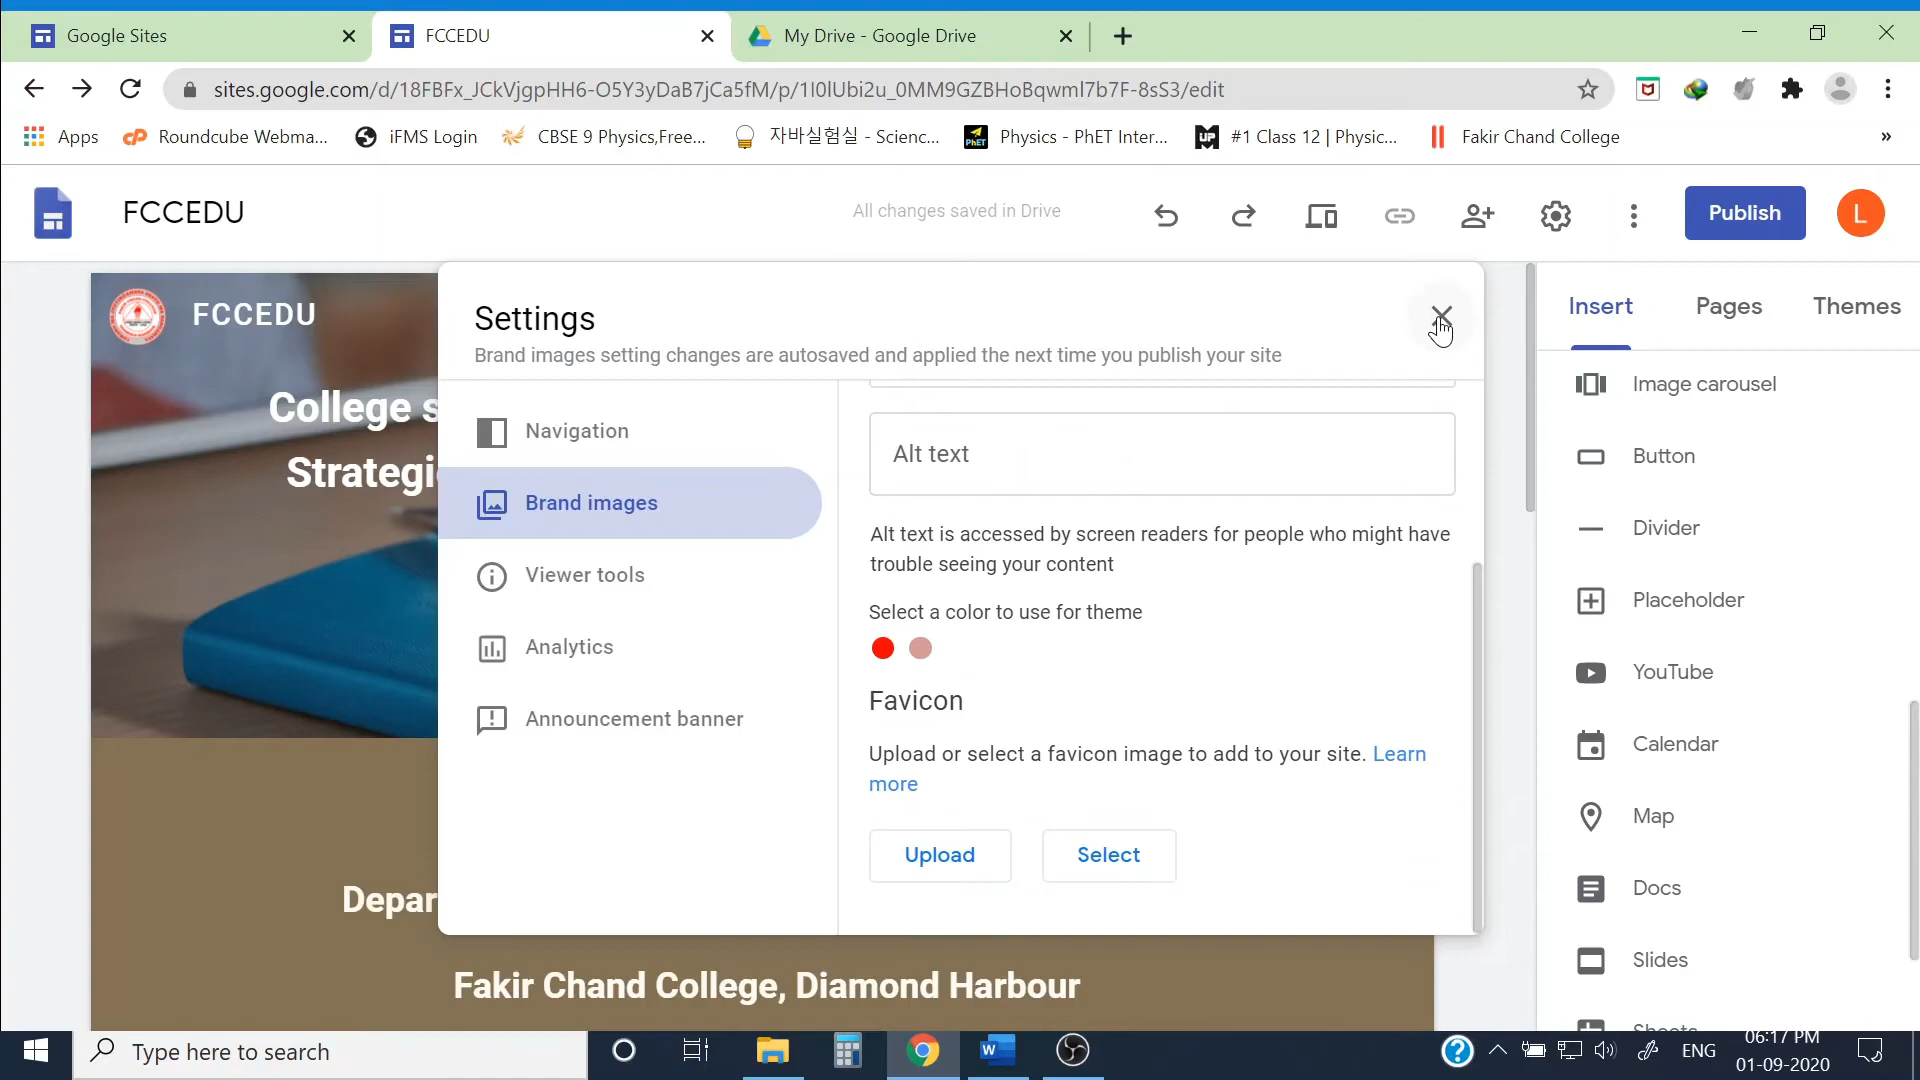 Google Sites
FCCEDU
My Drive - Google Drive
sites.google.com/d/18FBFx_JCkVjgpHH6-O5Y3yDaB7jCa5fM/p/1I0lUbi2u_0MM9GZBHoBqwml7b7F-8sS3/edit
Apps
Roundcube Webma...
iFMS Login
CBSE 9 Physics,Free...
자바실험실 - Scienc...
Physics - PhET Inter...
#1 Class 12 | Physic...
Fakir Chand College
»
FCCEDU
All changes saved in Drive
Publish
L
FCCEDU
College s
Strategi
Depar
Fakir Chand College, Diamond Harbour
Settings
Brand images setting changes are autosaved and applied the next time you publish your site
Navigation
Brand images
Viewer tools
Analytics
Announcement banner
Alt text
Alt text is accessed by screen readers for people who might have
trouble seeing your content
Select a color to use for theme
Favicon
Upload or select a favicon image to add to your site. Learn
more
Upload
Select
Insert
Pages
Themes
Image carousel
Button
Divider
Placeholder
YouTube
Calendar
Map
Docs
Slides
Sheets
Type here to search
ENG
06:17 PM
01-09-2020